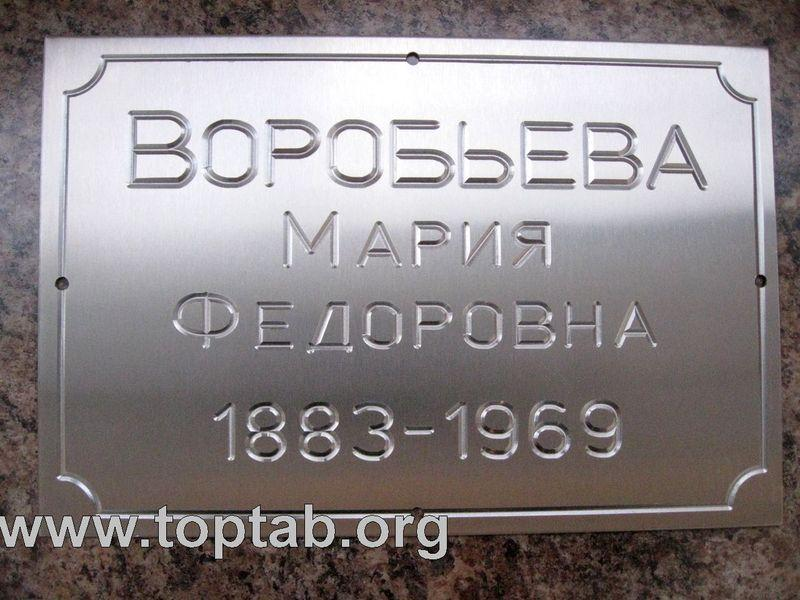 ВОРОБЬЕВА
МАРИЯ
ФЕДОРОВНА
1883-1969
www.toptab.org